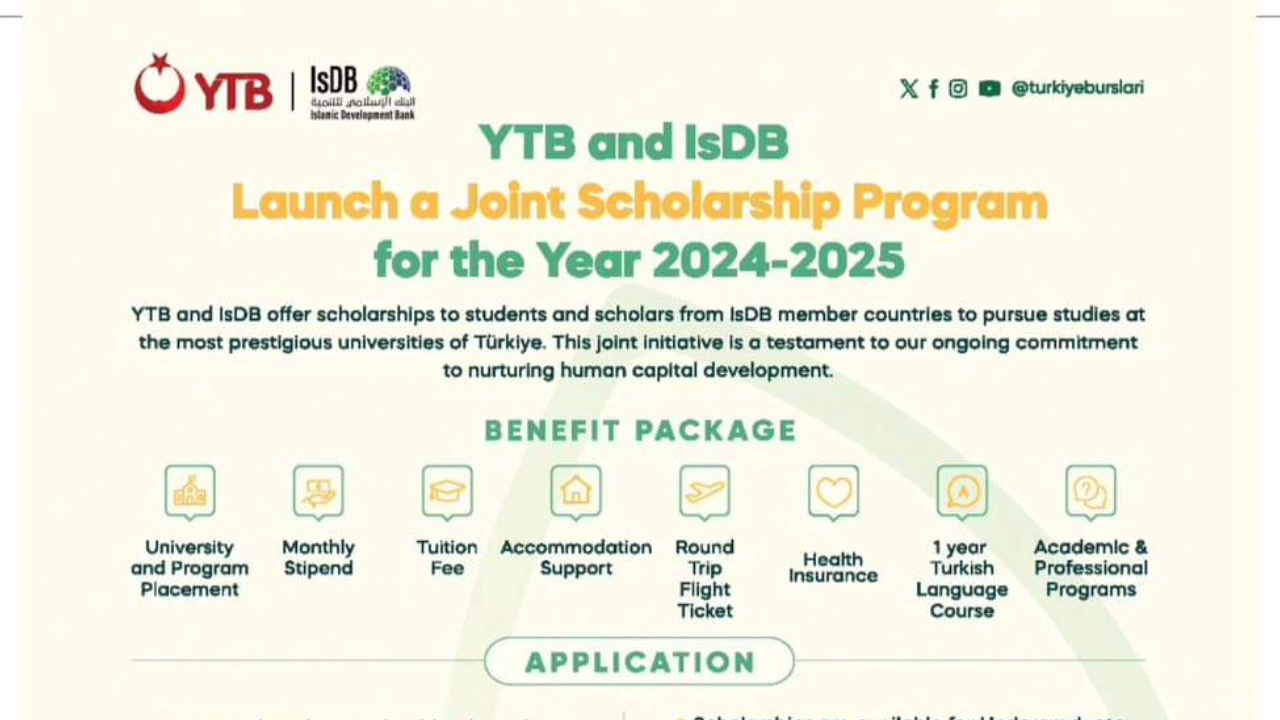 YTB
IsDB
البنك الإسلامي للتنمية
Islamic Development Bank
@turkiyeburslari
YTB and IsDB
Launch a Joint Scholarship Program
for the Year 2024-2025
YTB and IsDB offer scholarships to students and scholars from IsDB member countries to pursue studies at
the most prestigious universities of Türkiye. This joint initiative is a testament to our ongoing commitment
to nurturing human capital development.
BENEFIT PACKAGE
University
and Program
Placement
Monthly
Stipend
Tuition
Fee
Accommodation
Support
Round
Trip
Flight
Ticket
Health
Insurance
1 year
Turkish
Language
Course
Academic &
Professional
Programs
APPLICATION